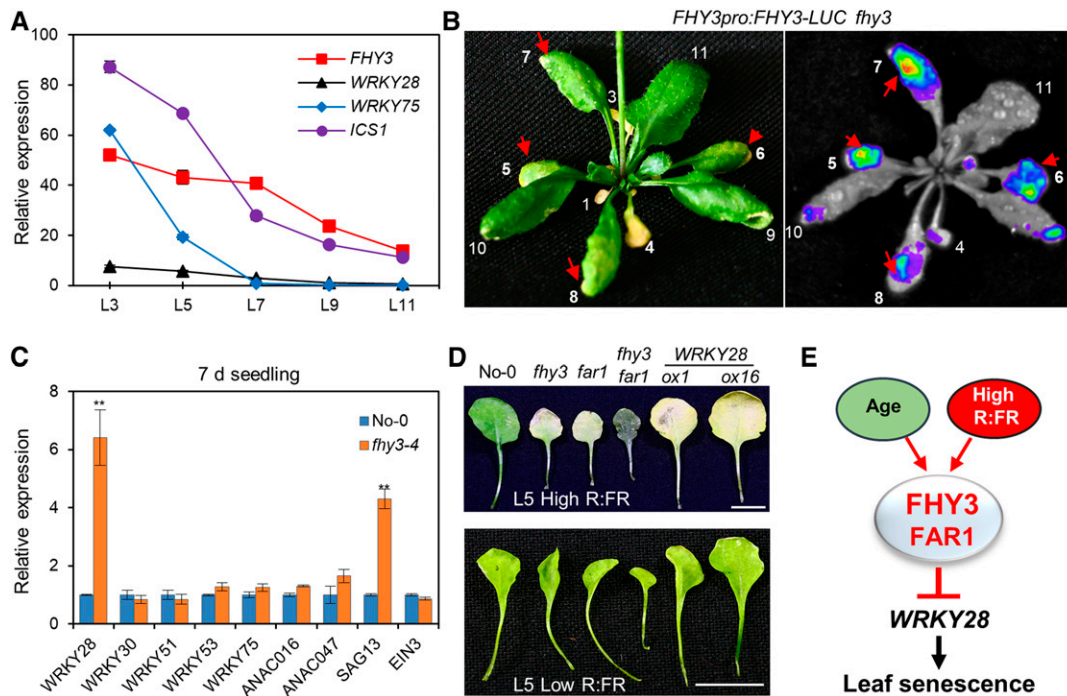 A
Relative expression
100
80
60
40
20
0
FHY3
WRKY28
WRKY75
ICS1
L3 L5 L7 L9 L11
B
FHY3pro:FHY3-LUC fhy3
7
11
3
5
6
1
4
10
9
8
7
11
5
6
10
4
8
C
7 d seedling
Relative expression
8
6
4
2
0
**
**
No-0
fhy3-4
WRKY28 WRKY30 WRKY51 WRKY53 WRKY75 ANAC016 ANAC047 SAG13 EIN3
D
fhy3 WRKY28
No-0 fhy3 far1 far1 ox1 ox16
L5 High R:FR
L5 Low R:FR
E
Age
High
R:FR
FHY3
FAR1
WRKY28
Leaf senescence